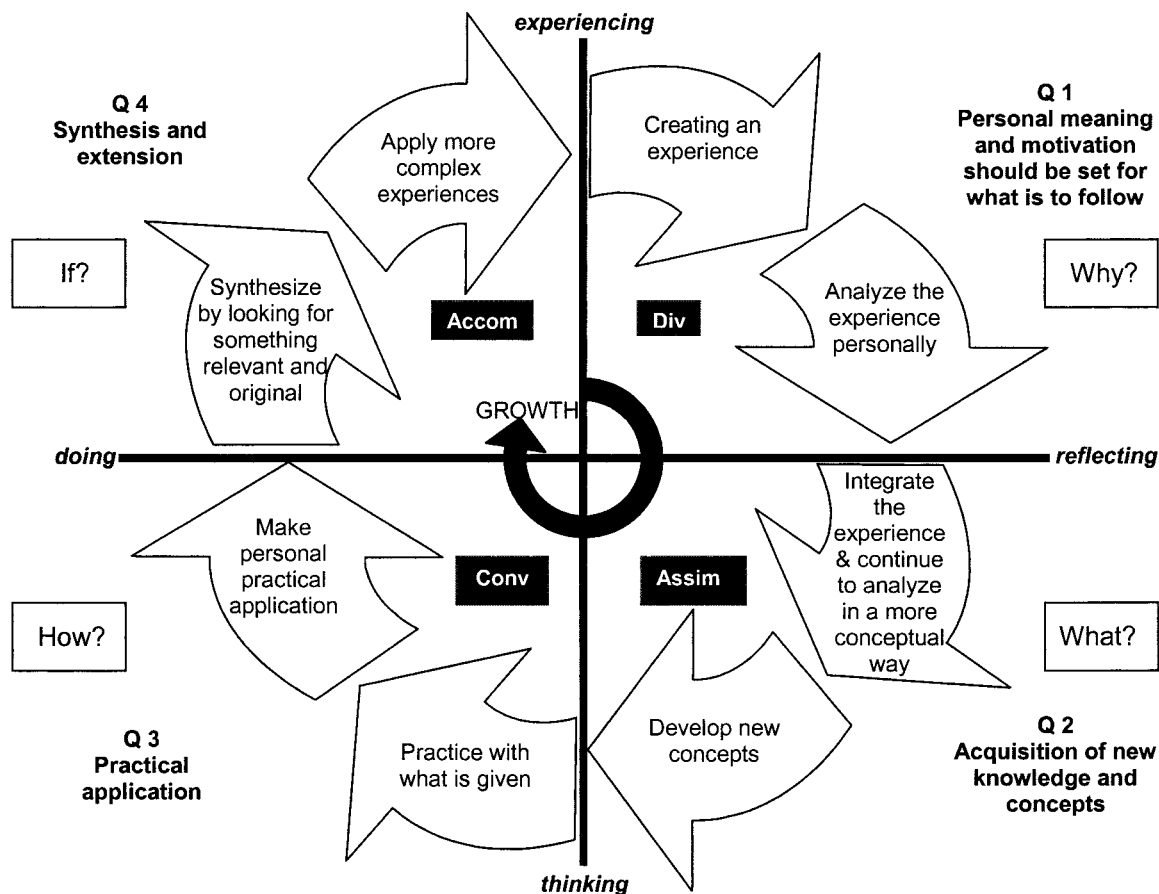 experiencing
Q 4
Synthesis and
extension
Apply more
complex
experiences
Creating an
experience
Q 1
Personal meaning
and motivation
should be set for
what is to follow
If?
Synthesize
by looking for
something
relevant and
original
Accom
Div
Analyze the
experience
personally
Why?
GROWTH
doing
reflecting
Make
personal
practical
application
Conv
Assim
Integrate
the
experience
& continue
to analyze
in a more
conceptual
way
How?
What?
Q 3
Practical
application
Practice with
what is given
Develop new
concepts
Q 2
Acquisition of new
knowledge and
concepts
thinking